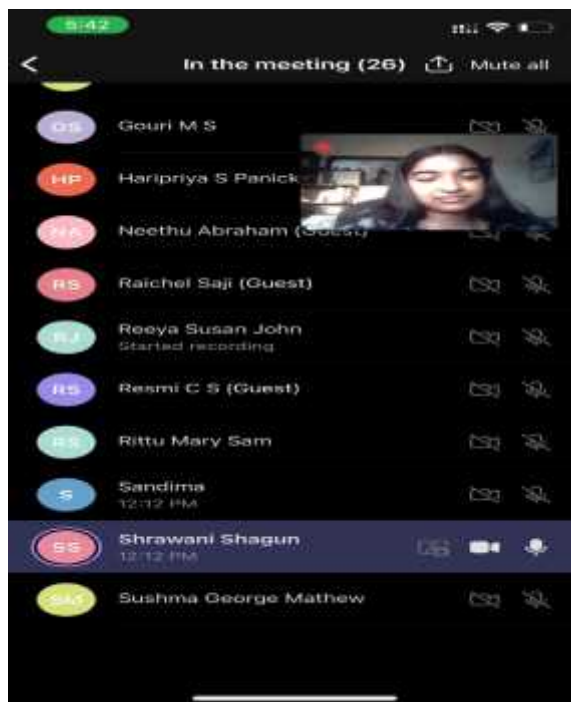 5:42
In the meeting (26) Mute all
GS Gouri M S
HP Haripriya S Panick
NA Neethu Abraham (Guest)
RS Raichel Saji (Guest)
RJ Reeya Susan John
Started recording
RS Resmi C S (Guest)
RS Rittu Mary Sam
S Sandima
12:12 PM
SS Shrawani Shagun
12:12 PM
SM Sushma George Mathew